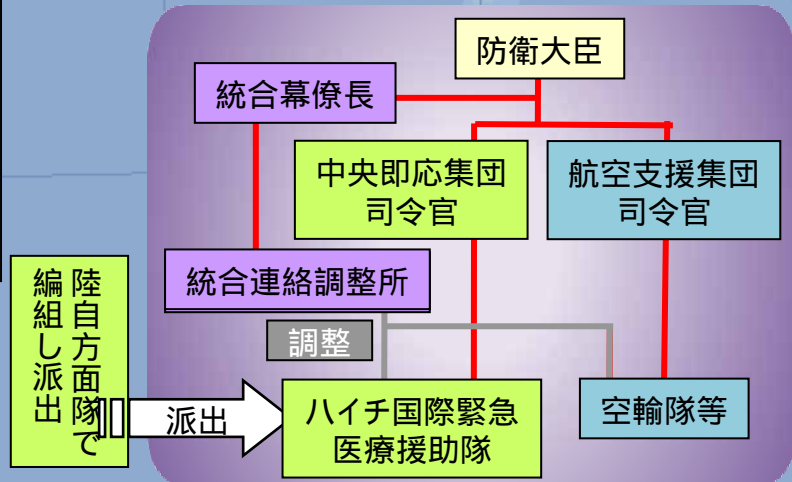 防衛大臣
統合幕僚長
中央即応集団
司令官
航空支援集団
司令官
統合連絡調整所
調整
陸自方面隊で
編組し派出
派出
ハイチ国際緊急
医療援助隊
空輸隊等